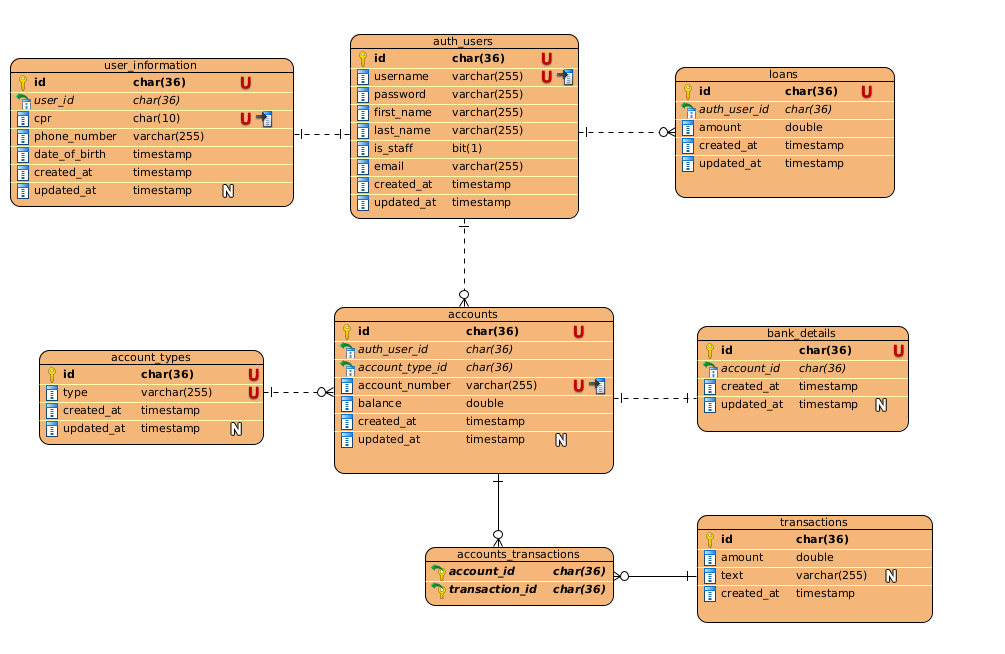 user_information
id char(36) U
user_id char(36)
cpr char(10) U
phone_number varchar(255)
date_of_birth timestamp
created_at timestamp
updated_at timestamp N
auth_users
id char(36) U
username varchar(255) U
password varchar(255)
first_name varchar(255)
last_name varchar(255)
is_staff bit(1)
email varchar(255)
created_at timestamp
updated_at timestamp
loans
id char(36) U
auth_user_id char(36)
amount double
created_at timestamp
updated_at timestamp
account_types
id char(36) U
type varchar(255) U
created_at timestamp
updated_at timestamp N
accounts
id char(36) U
auth_user_id char(36)
account_type_id char(36)
account_number varchar(255) U
balance double
created_at timestamp
updated_at timestamp N
bank_details
id char(36) U
account_id char(36)
created_at timestamp
updated_at timestamp N
accounts_transactions
account_id char(36)
transaction_id char(36)
transactions
id char(36)
amount double
text varchar(255) N
created_at timestamp